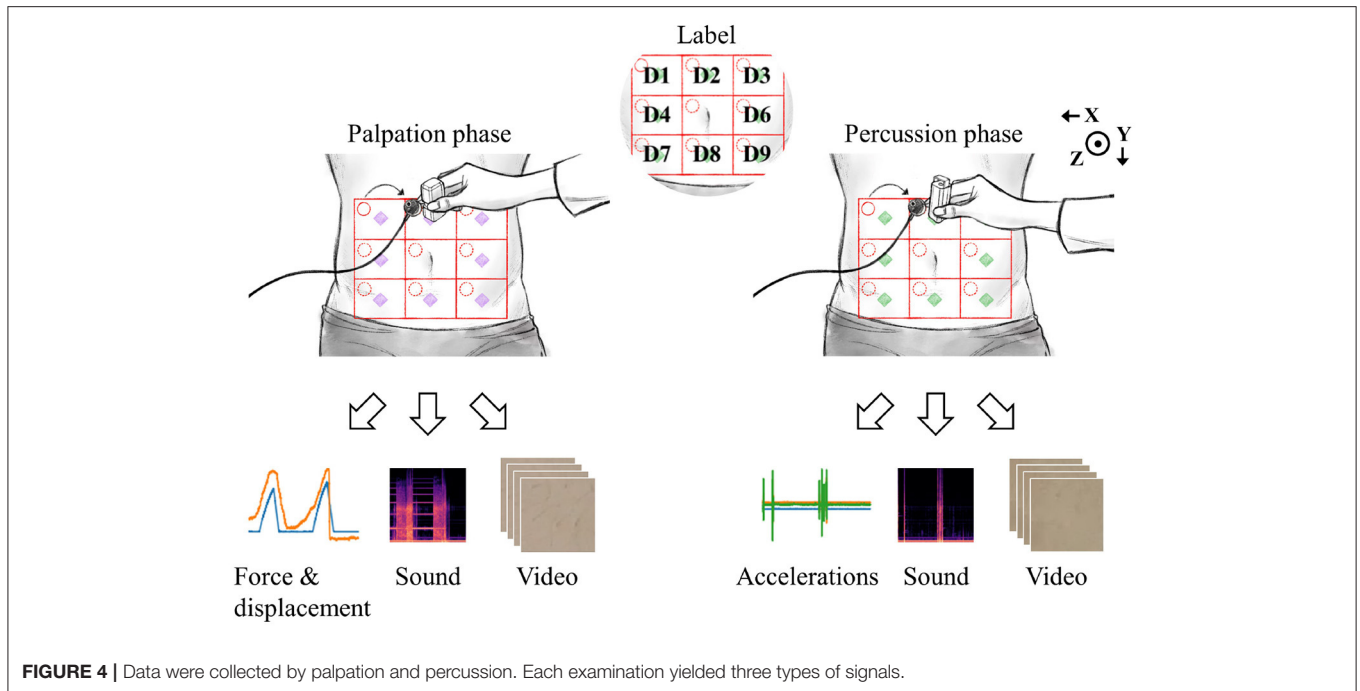 Label
D1 D2 D3
D4 D6
D7 D8 D9
Palpation phase
Percussion phase
X
Y
Z
Force &
displacement
Sound
Video
Accelerations
Sound
Video
FIGURE 4 | Data were collected by palpation and percussion. Each examination yielded three types of signals.